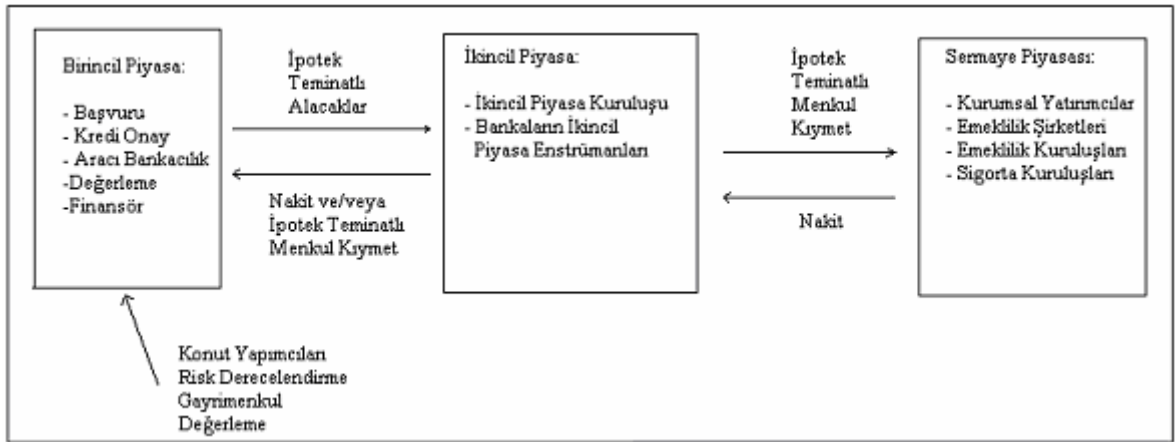 Birincil Piyasa:
- Başvuru
- Kredi Onay
- Aracı Bankacılık
-Değerleme
-Finansör
İpotek
Teminatlı
Alacaklar
Nakit ve/veya
İpotek Teminatlı
Menkul Kıymet
İkincil Piyasa:
- İkincil Piyasa Kuruluşu
- Bankaların İkincil
Piyasa Enstrümanları
İpotek
Teminatlı
Menkul
Kıymet
Nakit
Sermaye Piyasası:
- Kurumsal Yatırımcılar
- Emeklilik Şirketleri
- Emeklilik Kuruluşları
- Sigorta Kuruluşları
Konut Yapımcıları
Risk Derecelendirme
Gayrimenkul
Değerleme